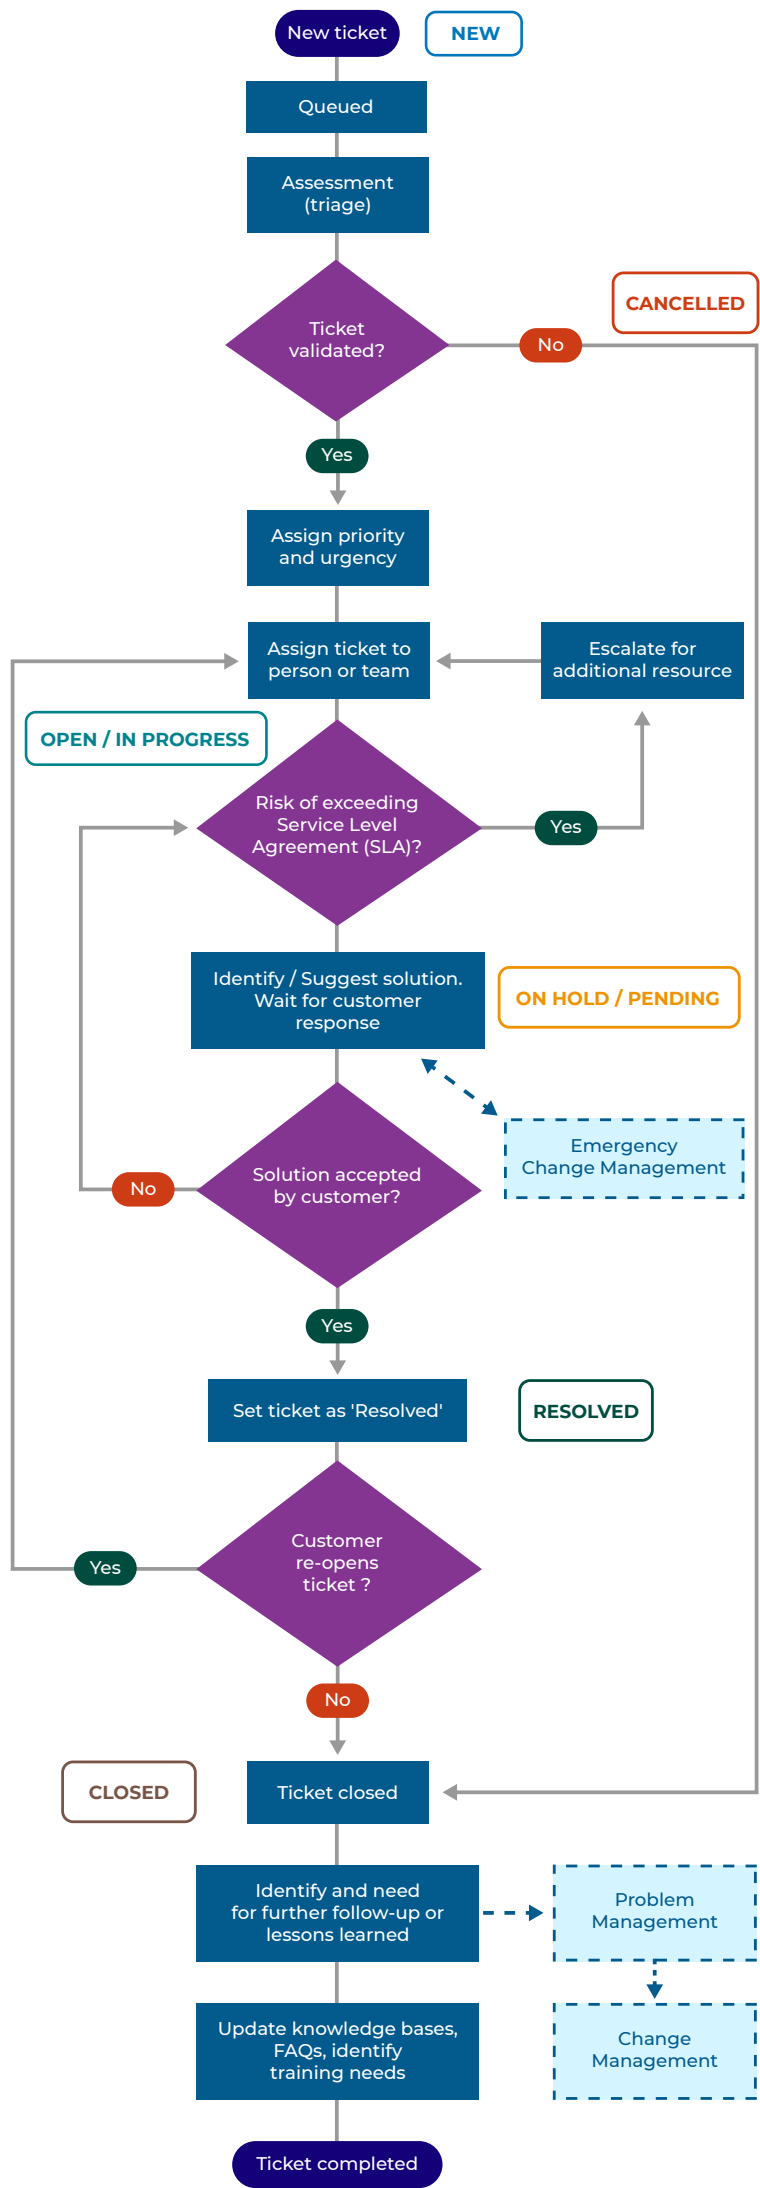 New ticket
NEW
Queued
Assessment
(triage)
CANCELLED
Ticket
validated?
No
Yes
Assign priority
and urgency
Assign ticket to
person or team
Escalate for
additional resource
OPEN / IN PROGRESS
Risk of exceeding
Service Level
Agreement (SLA)?
Yes
Identify / Suggest solution.
Wait for customer
response
ON HOLD / PENDING
Emergency
Change Management
Solution accepted
by customer?
No
Yes
Set ticket as 'Resolved'
RESOLVED
Customer
re-opens
ticket ?
Yes
No
CLOSED
Ticket closed
Identify and need
for further follow-up or
lessons learned
Problem
Management
Update knowledge bases,
FAQs, identify
training needs
Change
Management
Ticket completed